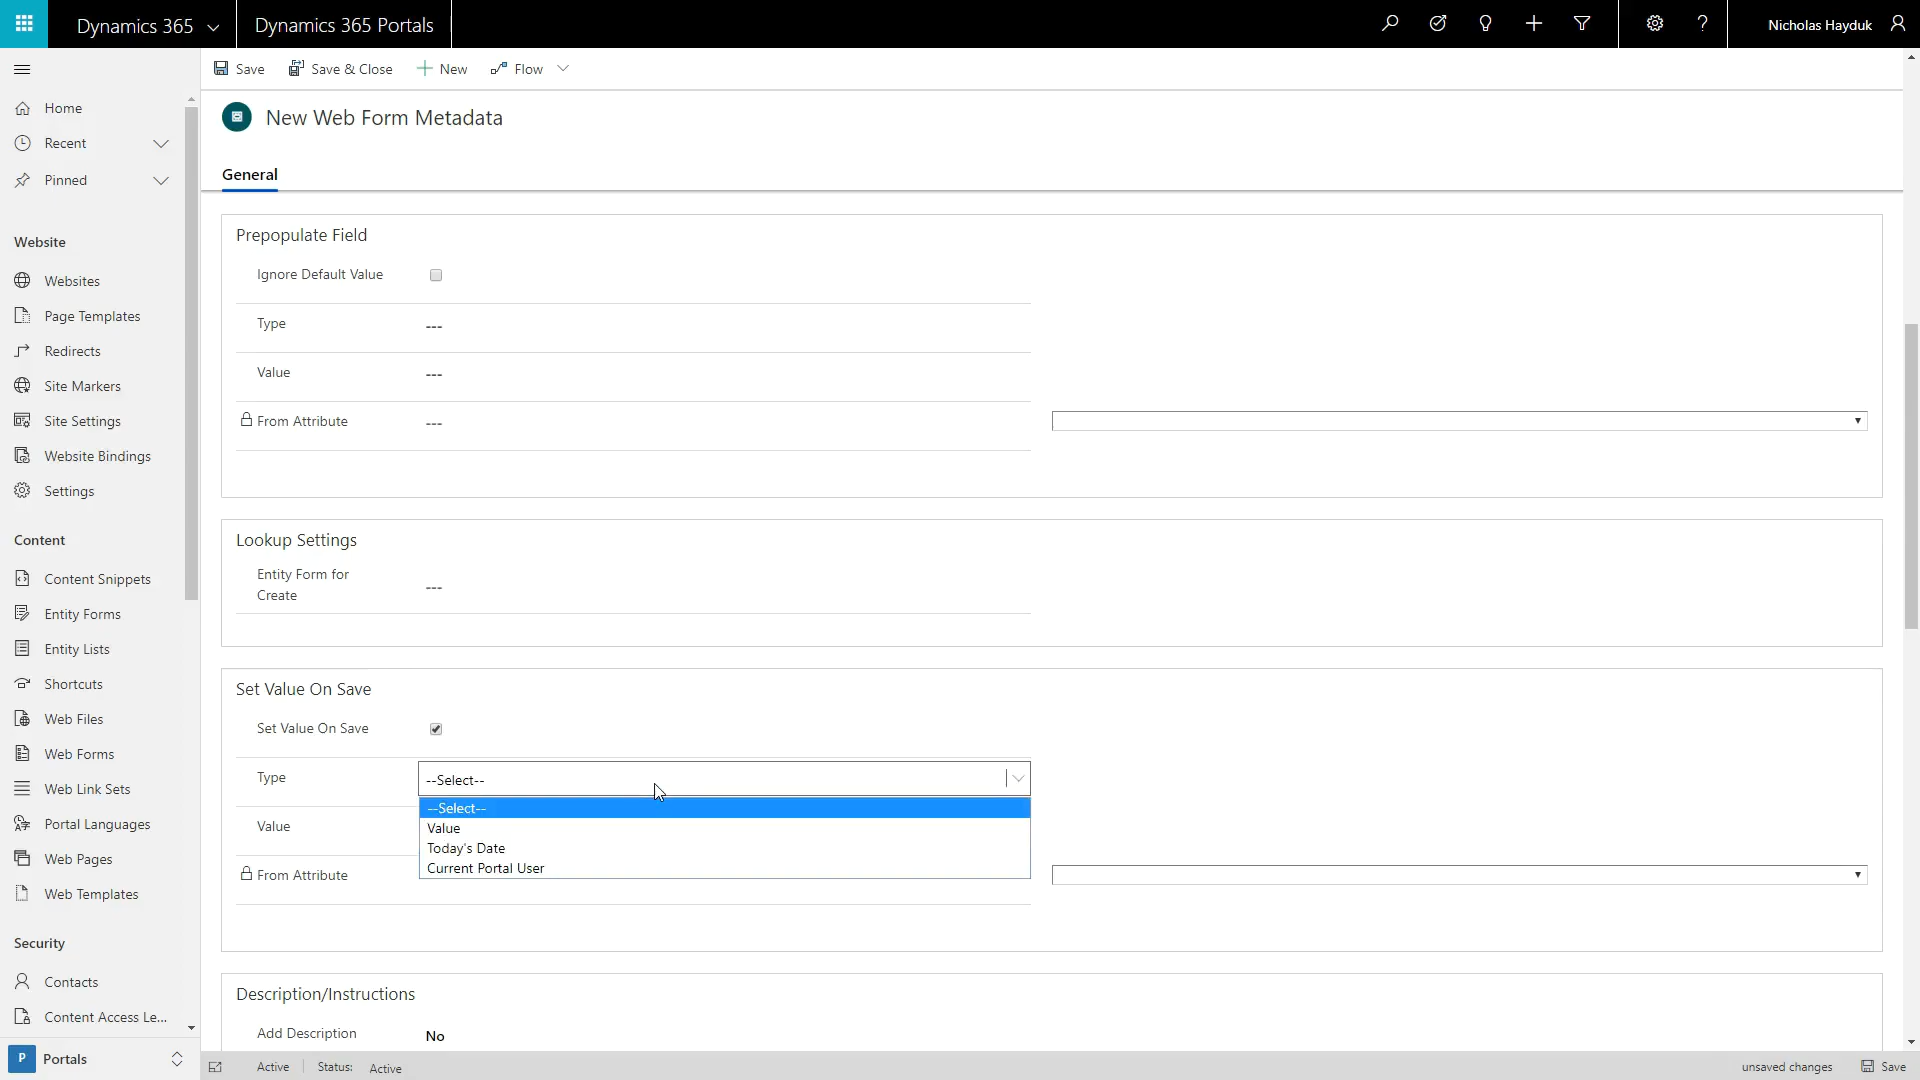 Dynamics 365
Dynamics 365 Portals
Nicholas Hayduk
Save
Save & Close
New
Flow
New Web Form Metadata
General
Home
Recent
Pinned
Website
Websites
Page Templates
Redirects
Site Markers
Site Settings
Website Bindings
Settings
Content
Content Snippets
Entity Forms
Entity Lists
Shortcuts
Web Files
Web Forms
Web Link Sets
Portal Languages
Web Pages
Web Templates
Security
Contacts
Content Access Le...
P Portals
Prepopulate Field
Ignore Default Value
Type ---
Value ---
From Attribute ---
Lookup Settings
Entity Form for
Create ---
Set Value On Save
Set Value On Save
Type --Select--
--Select--
Value
Today's Date
Current Portal User
Value
From Attribute
Description/Instructions
Add Description No
Active Status: Active
unsaved changes Save